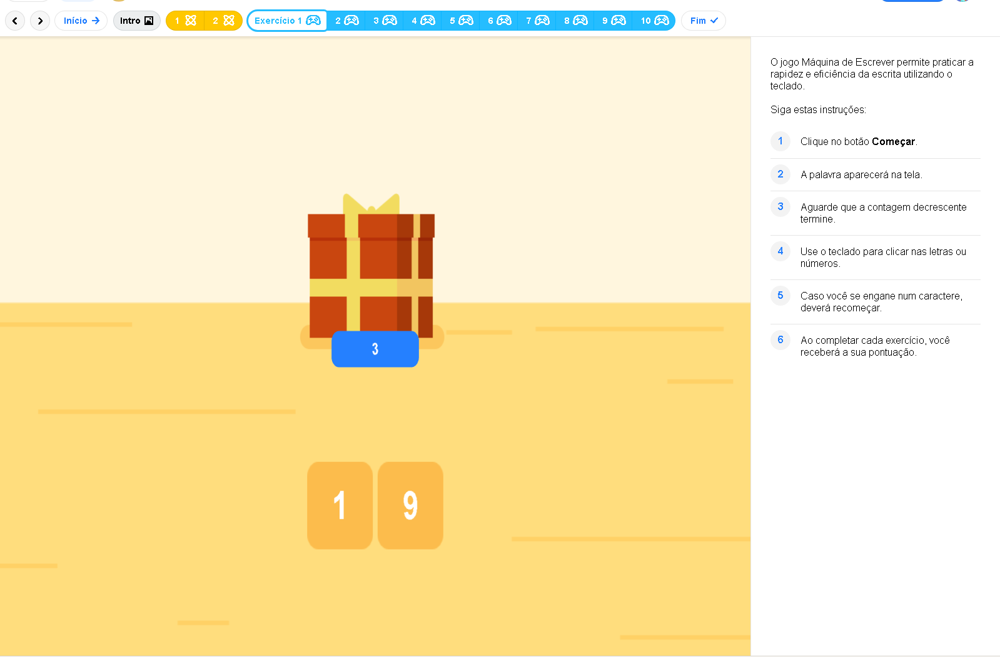 Início
Intro
1
2
Exercício 1
2
3
4
5
6
7
8
9
10
Fim
3
1 9
O jogo Máquina de Escrever permite praticar a
rapidez e eficiência da escrita utilizando o
teclado.
Siga estas instruções:
1 Clique no botão Começar.
2 A palavra aparecerá na tela.
3 Aguarde que a contagem decrescente
termine.
4 Use o teclado para clicar nas letras ou
números.
5 Caso você se engane num caractere,
deverá recomeçar.
6 Ao completar cada exercício, você
receberá a sua pontuação.